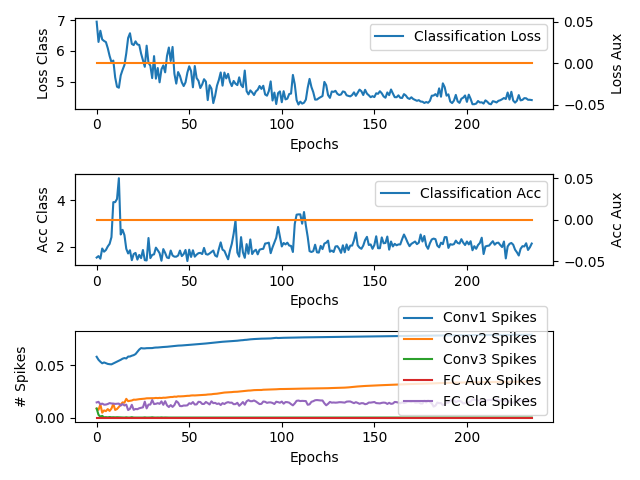 7
6
5
Loss Class
Classification Loss
0.05
0.00
−0.05
Loss Aux
0 50 100 150 200
Epochs
4
2
Acc Class
Classification Acc
0.05
0.00
−0.05
Acc Aux
0 50 100 150 200
Epochs
0.05
0.00
# Spikes
Conv1 Spikes
Conv2 Spikes
Conv3 Spikes
FC Aux Spikes
FC Cla Spikes
0 50 100 150 200
Epochs